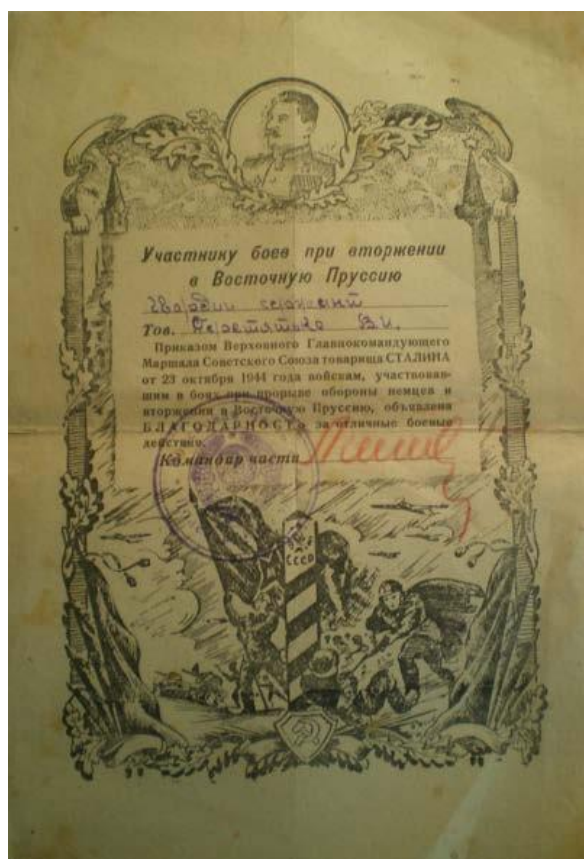 Участнику боев при вторжении
в Восточную Пруссию
Гвардии сержант
Тов. Перетятько В.И.
Приказом Верховного Главнокомандующего
Маршала Советского Союза товарища СТАЛИНА
от 23 октября 1944 года войскам, участвовав-
шим в боях при прорыве обороны немцев и
вторжении в Восточную Пруссию, объявлена
БЛАГОДАРНОСТЬ за отличные боевые
действия.
Командир части
СССР